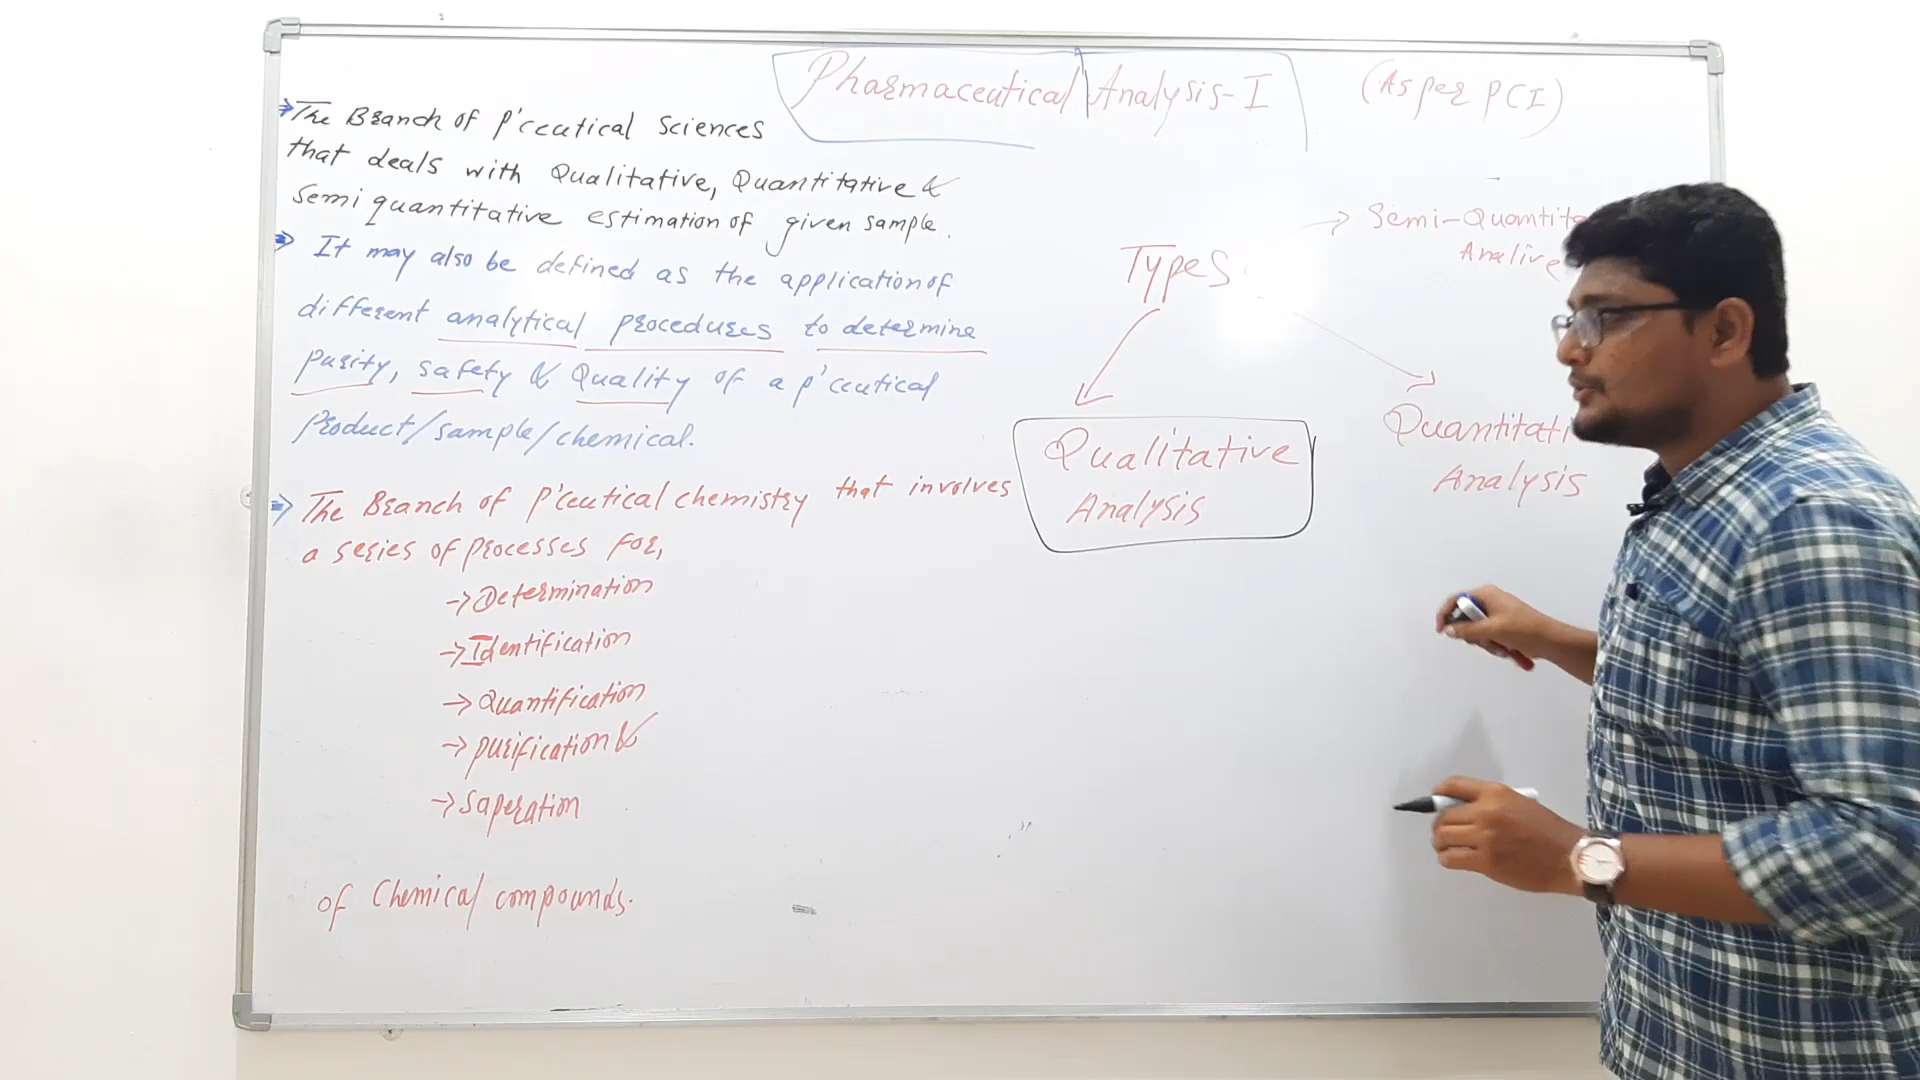 Pharmaceutical Analysis-I (As per PCI)
→ The Branch of p'ceutical sciences
that deals with Qualitative, Quantitative &
semi quantitative estimation of given sample.
→ It may also be defined as the application of
different analytical procedures to determine
purity, safety & Quality of a p'ceutical
product/sample/chemical.
→ The Branch of p'ceutical chemistry that involves
a series of processes for,
→ Determination
→ Identification
→ Quantification
→ purification &
→ saperation
of Chemical compounds.
Types
→ Semi-Quantita
Analive
Qualitative
Analysis
Quantitati
Analysis